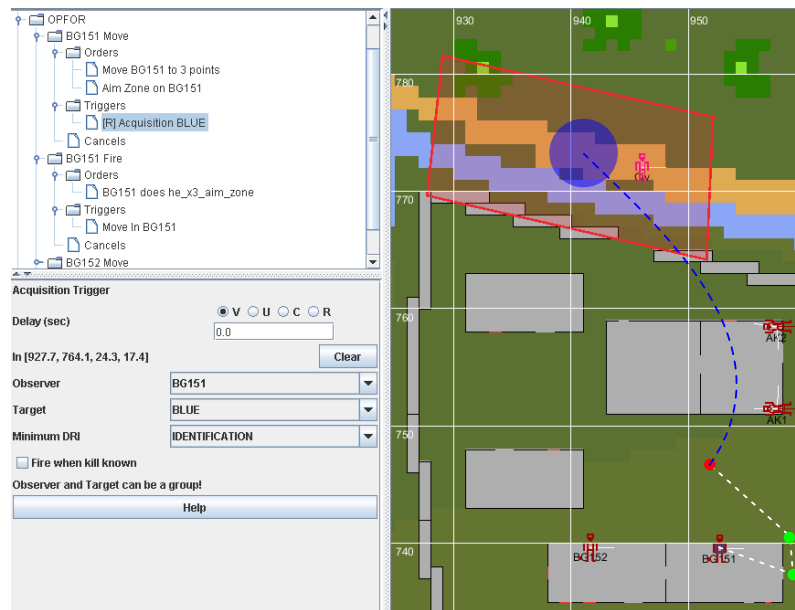 OPFOR
BG151 Move
Orders
Move BG151 to 3 points
Aim Zone on BG151
Triggers
[R] Acquisition BLUE
Cancels
BG151 Fire
Orders
BG151 does he_x3_aim_zone
Triggers
Move In BG151
Cancels
BG152 Move
Acquisition Trigger
Delay (sec)
V U C R
0.0
In [927.7, 764.1, 24.3, 17.4]
Clear
Observer
BG151
Target
BLUE
Minimum DRI
IDENTIFICATION
Fire when kill known
Observer and Target can be a group!
Help
930 940 950
780
Civ
770
760
AK2
AK1
750
740
BG152 BG151